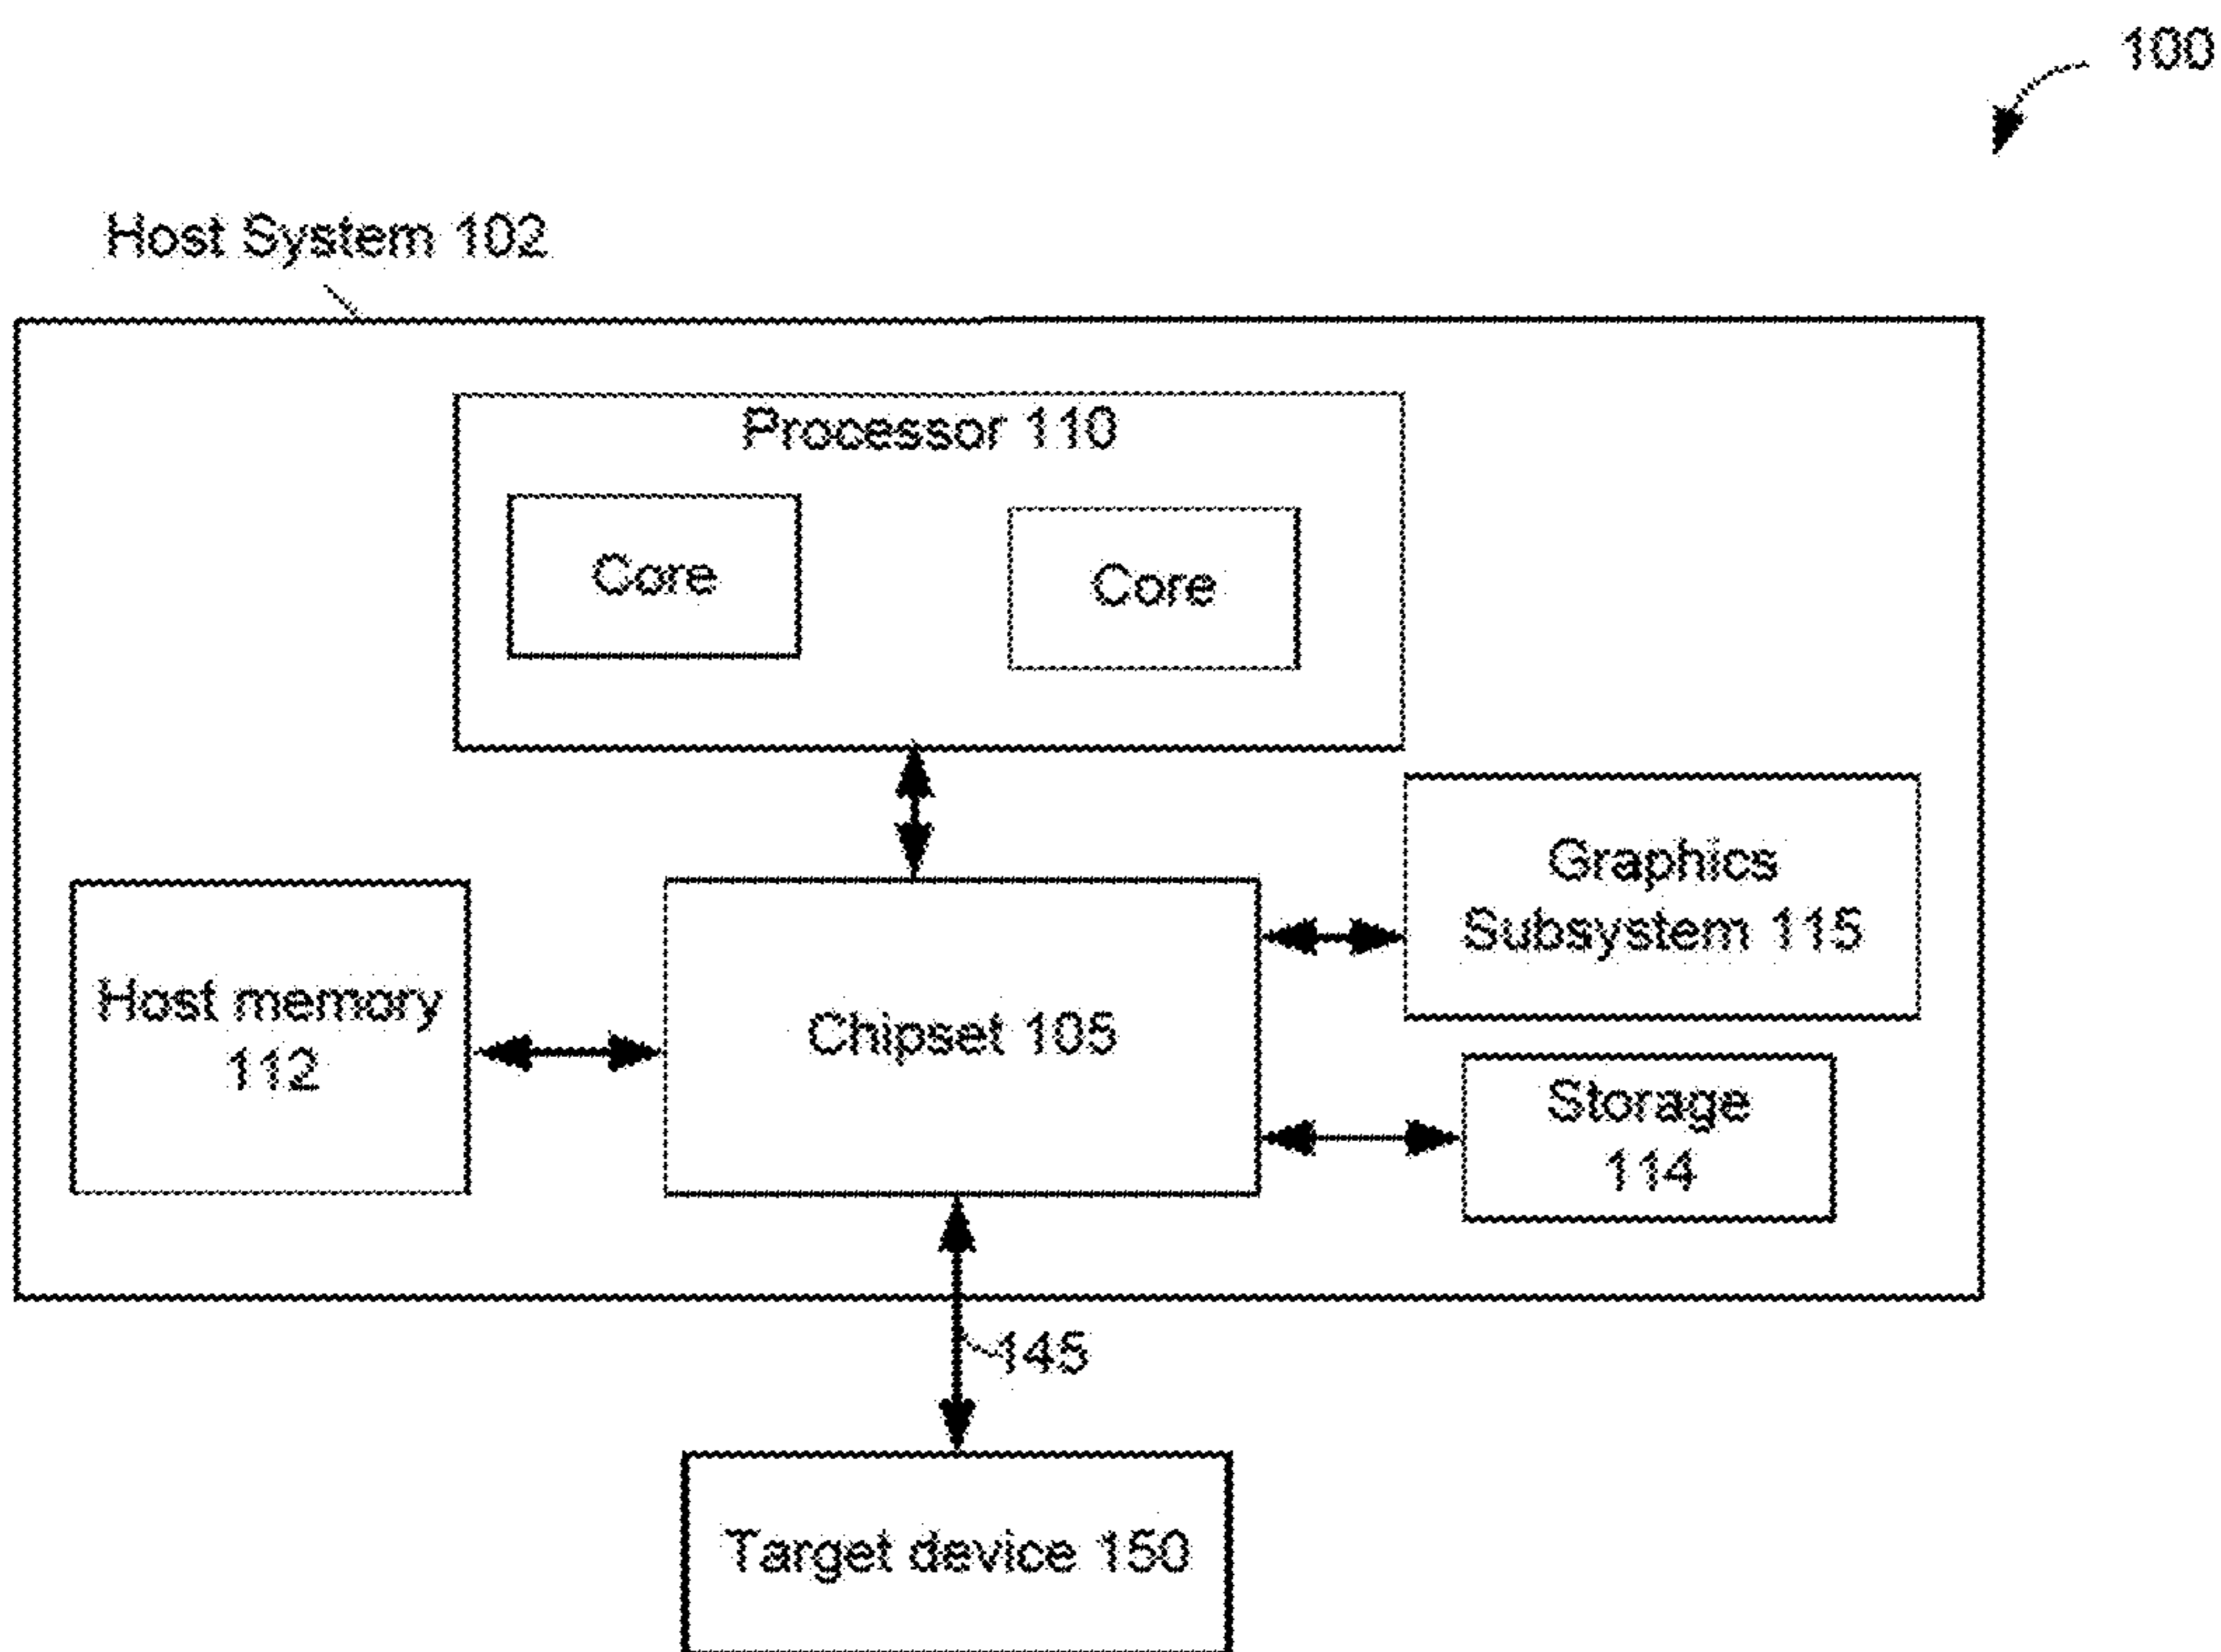 100
Host System 102
Processor 110
Core
Core
Graphics
Subsystem 115
Host memory
112
Chipset 105
Storage
114
145
Target device 150